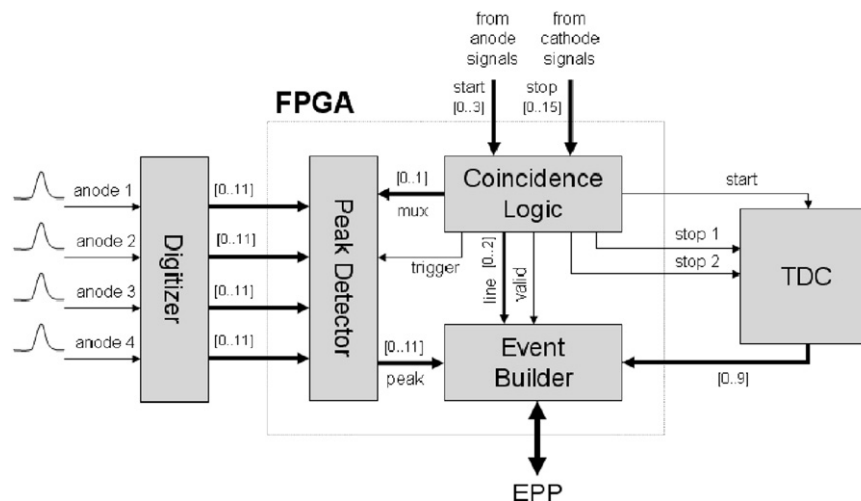 from
anode
signals
from
cathode
signals
start
[0..3]
stop
[0..15]
FPGA
anode 1
anode 2
anode 3
anode 4
Digitizer
[0..11]
[0..11]
[0..11]
[0..11]
Peak Detector
[0..1]
mux
trigger
Coincidence
Logic
line [0..2]
valid
start
stop 1
stop 2
TDC
[0..11]
peak
Event
Builder
[0..9]
EPP